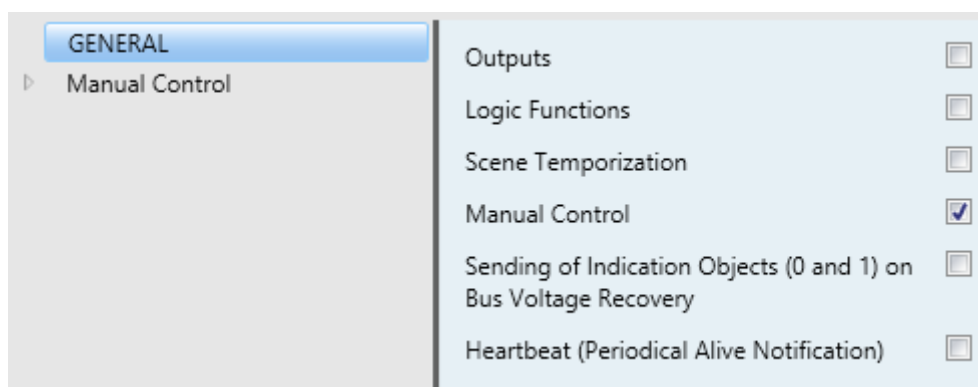 GENERAL
Manual Control
Outputs
Logic Functions
Scene Temporization
Manual Control
Sending of Indication Objects (0 and 1) on
Bus Voltage Recovery
Heartbeat (Periodical Alive Notification)